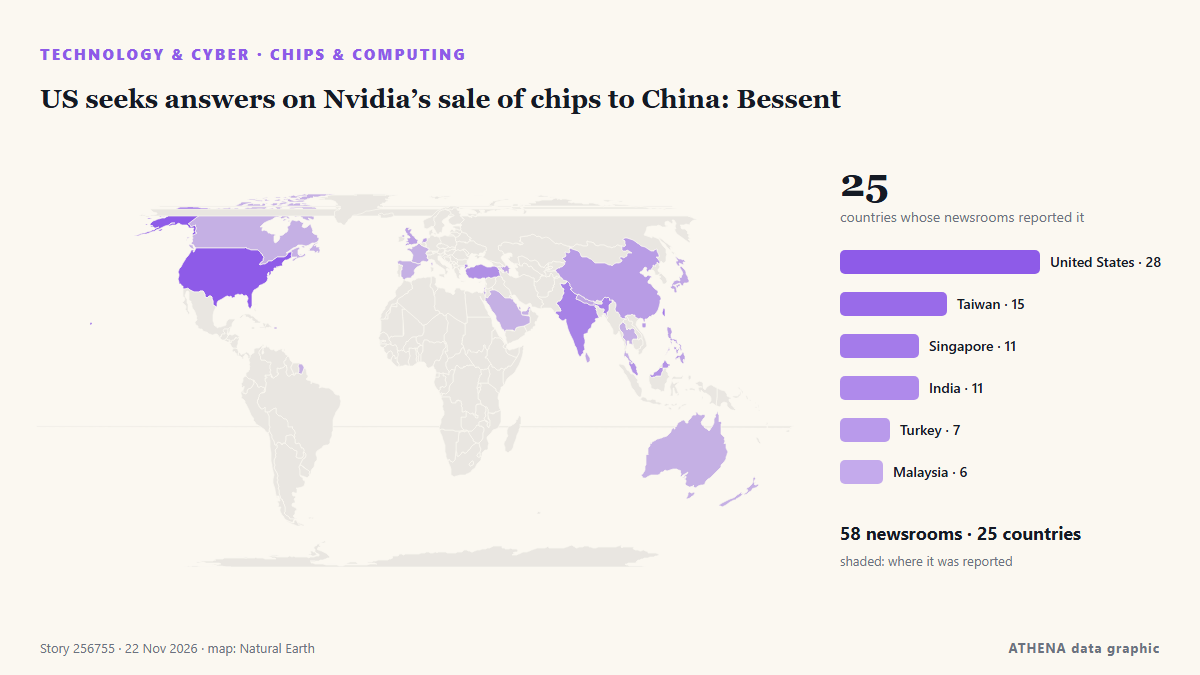 TECHNOLOGY & CYBER · CHIPS & COMPUTING
US seeks answers on Nvidia’s sale of chips to China: Bessent
25
countries whose newsrooms reported it
United States · 28
Taiwan · 15
Singapore · 11
India · 11
Turkey · 7
Malaysia · 6
58 newsrooms · 25 countries
shaded: where it was reported
Story 256755 · 22 Nov 2026 · map: Natural Earth
ATHENA data graphic